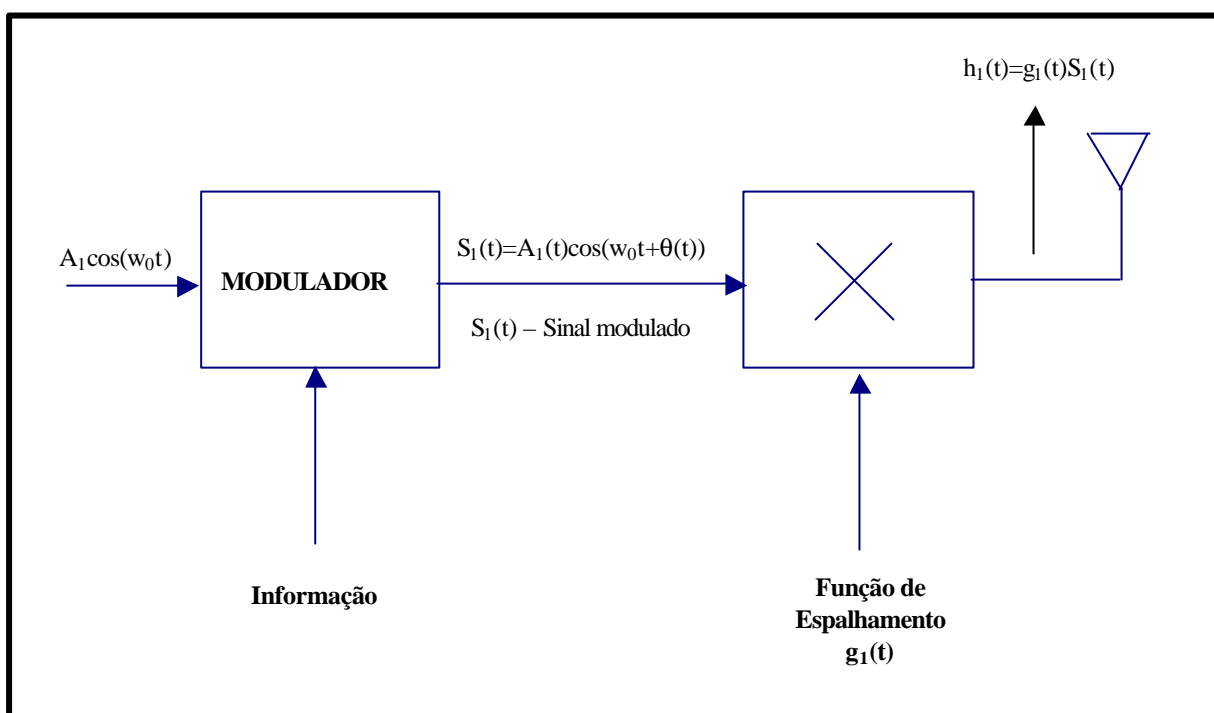 h₁(t)=g₁(t)S₁(t)
A₁cos(w₀t)
MODULADOR
S₁(t)=A₁(t)cos(w₀t+θ(t))
S₁(t) – Sinal modulado
Informação
Função de
Espalhamento
g₁(t)